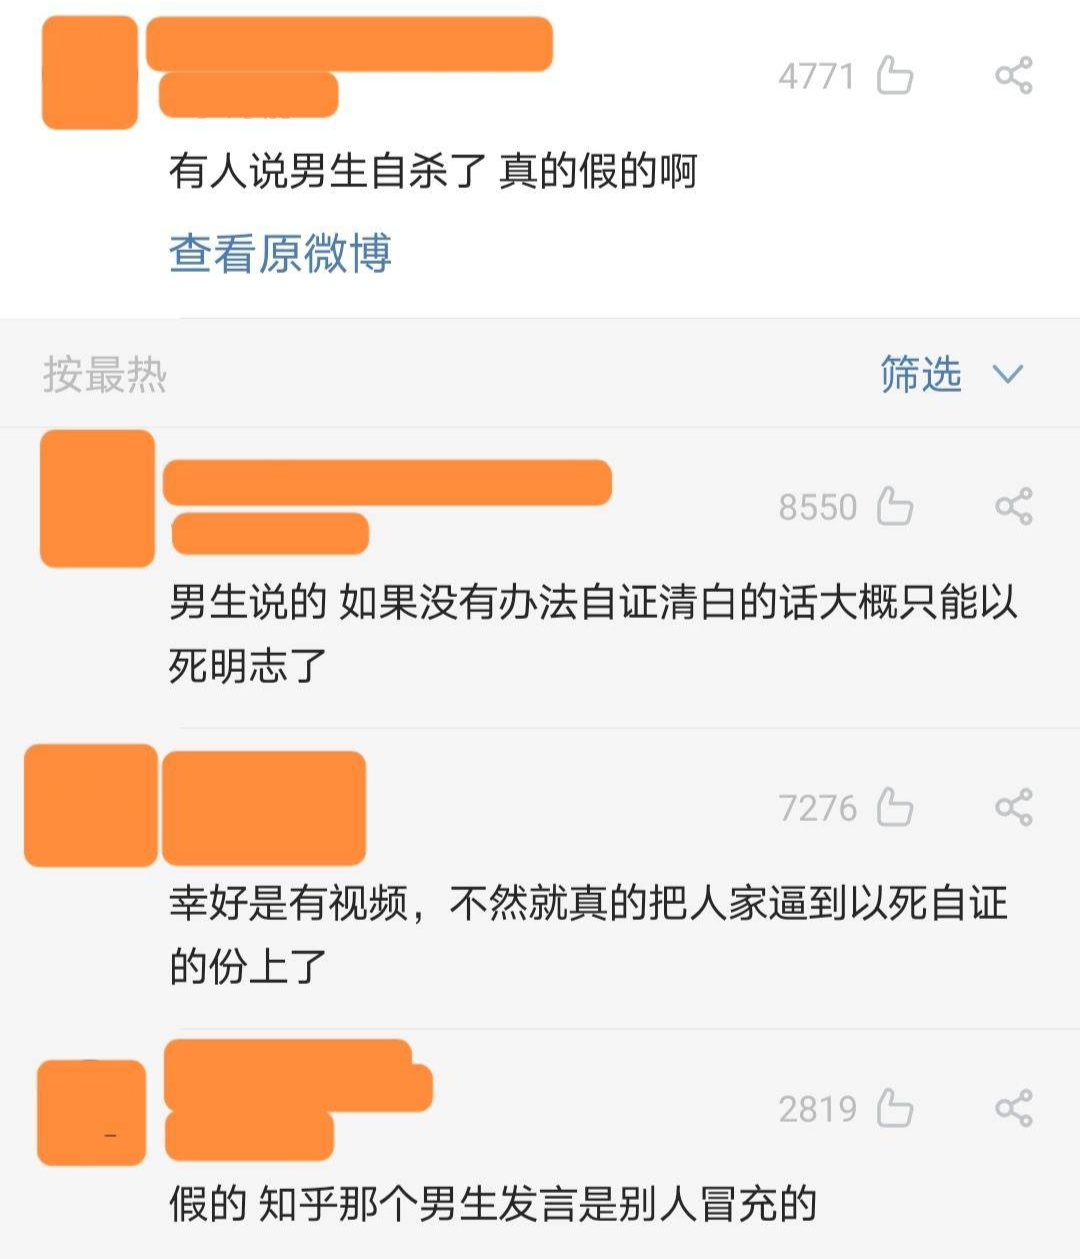 4771
有人说男生自杀了 真的假的啊
查看原微博
按最热
筛选
8550
男生说的 如果没有办法自证清白的话大概只能以
死明志了
7276
幸好是有视频，不然就真的把人家逼到以死自证
的份上了
2819
假的 知乎那个男生发言是别人冒充的